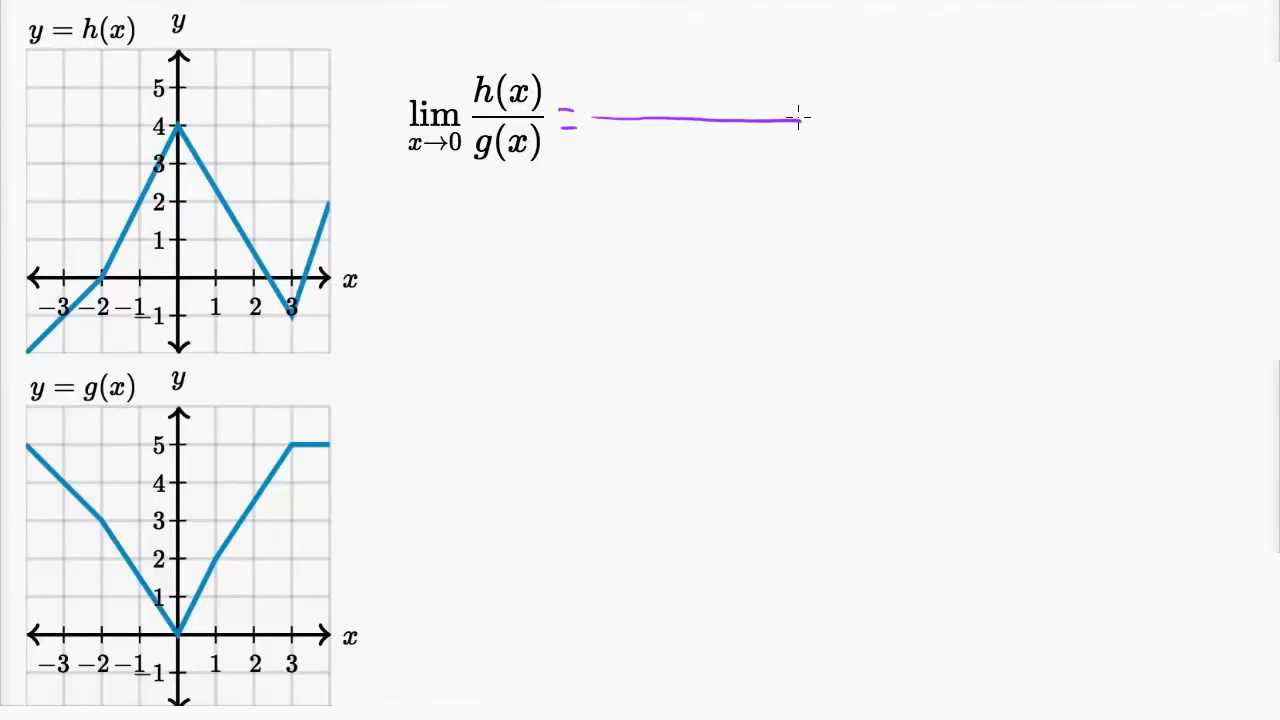 y = h(x) y
5
4
3
2
1
−3 −2 −1 1 2 3 x
−1
lim x→0 h(x)/g(x) =
y = g(x) y
5
4
3
2
1
−3 −2 −1 1 2 3 x
−1